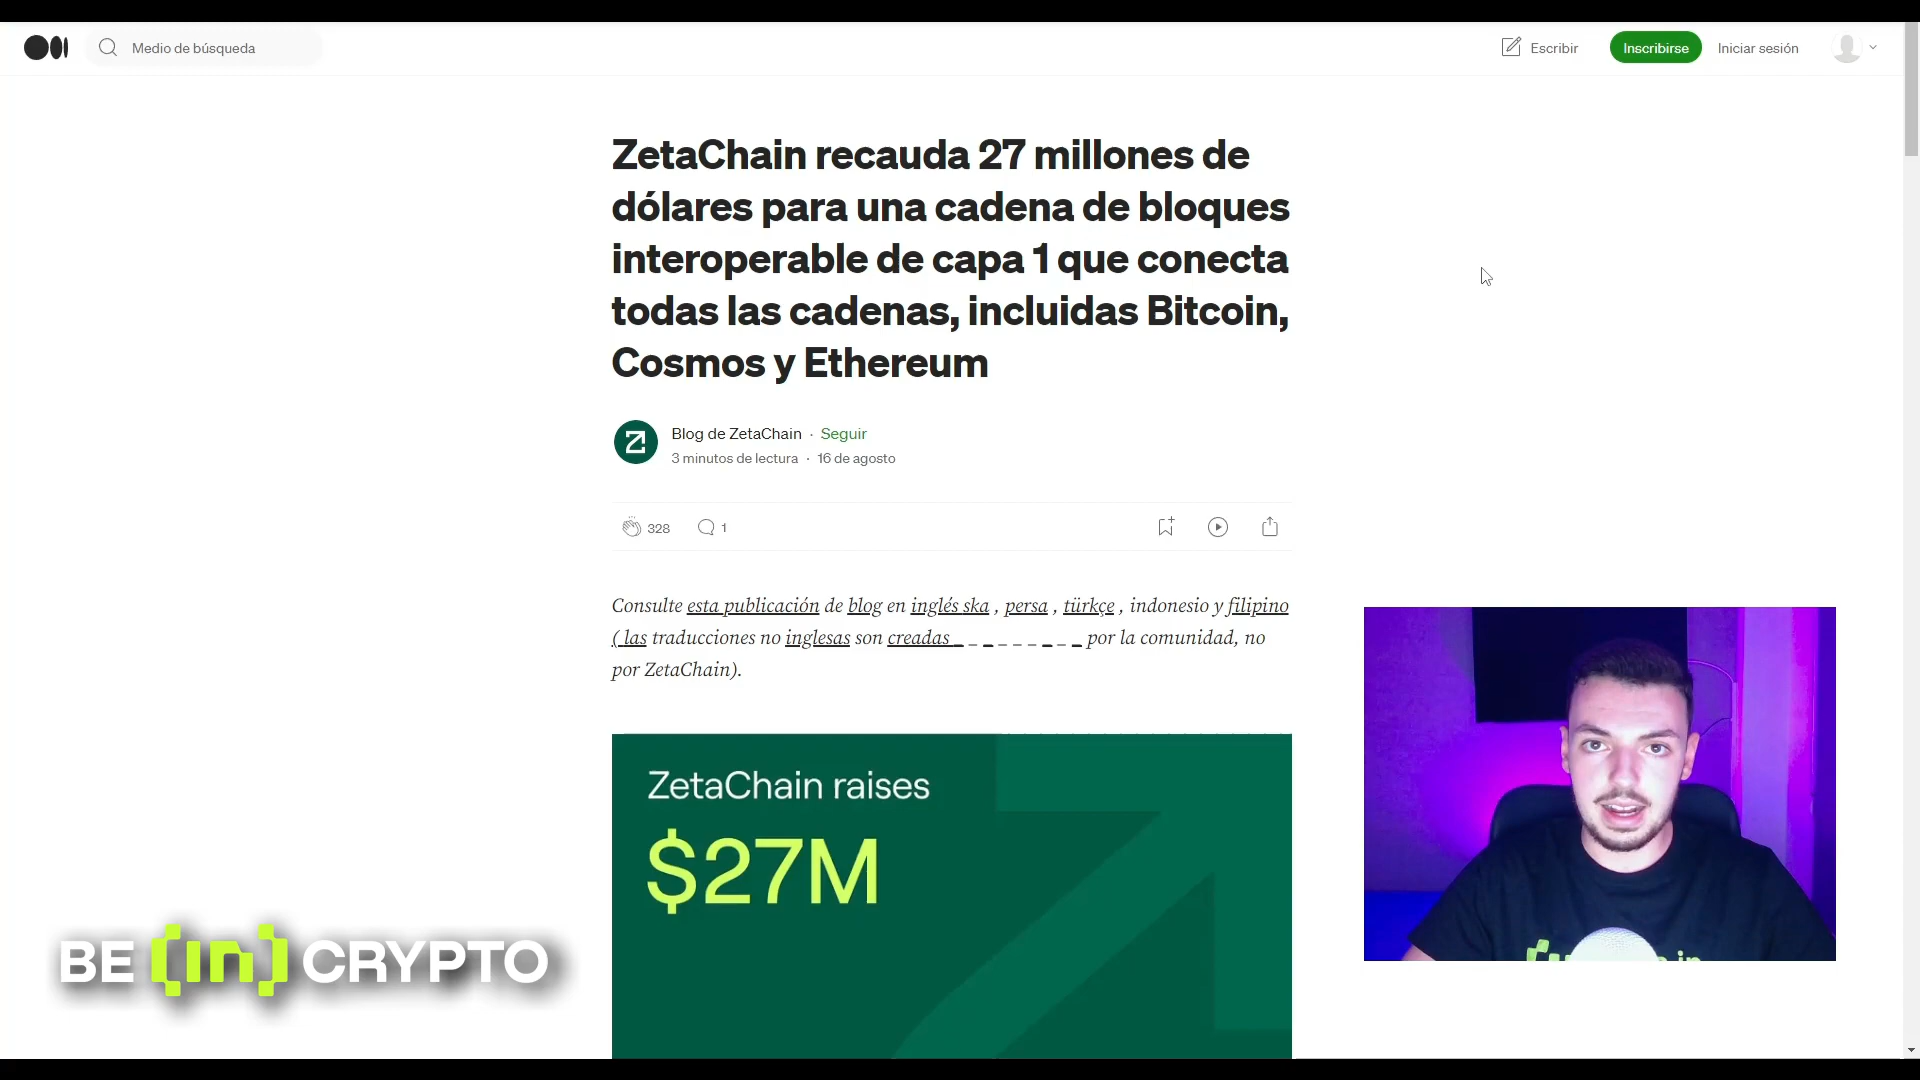 Medio de búsqueda
Escribir
Inscribirse
Iniciar sesión
ZetaChain recauda 27 millones de
dólares para una cadena de bloques
interoperable de capa 1 que conecta
todas las cadenas, incluidas Bitcoin,
Cosmos y Ethereum
Blog de ZetaChain · Seguir
3 minutos de lectura · 16 de agosto
328
1
Consulte esta publicación de blog en inglés ska , persa , türkçe , indonesio y filipino
( las traducciones no inglesas son creadas _ _ _ _ _ _ _ _ _ por la comunidad, no
por ZetaChain).
ZetaChain raises
$27M
BE [in] CRYPTO